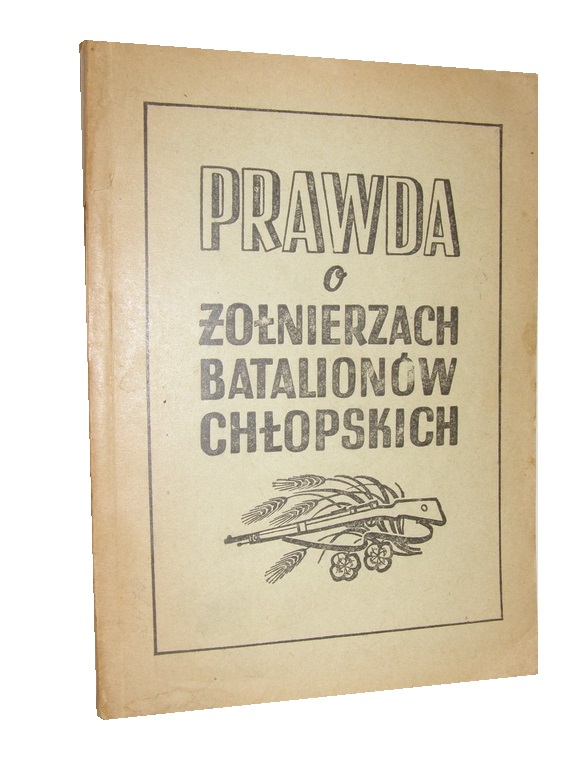 PRAWDA
o
ŻOŁNIERZACH
BATALIONÓW
CHŁOPSKICH